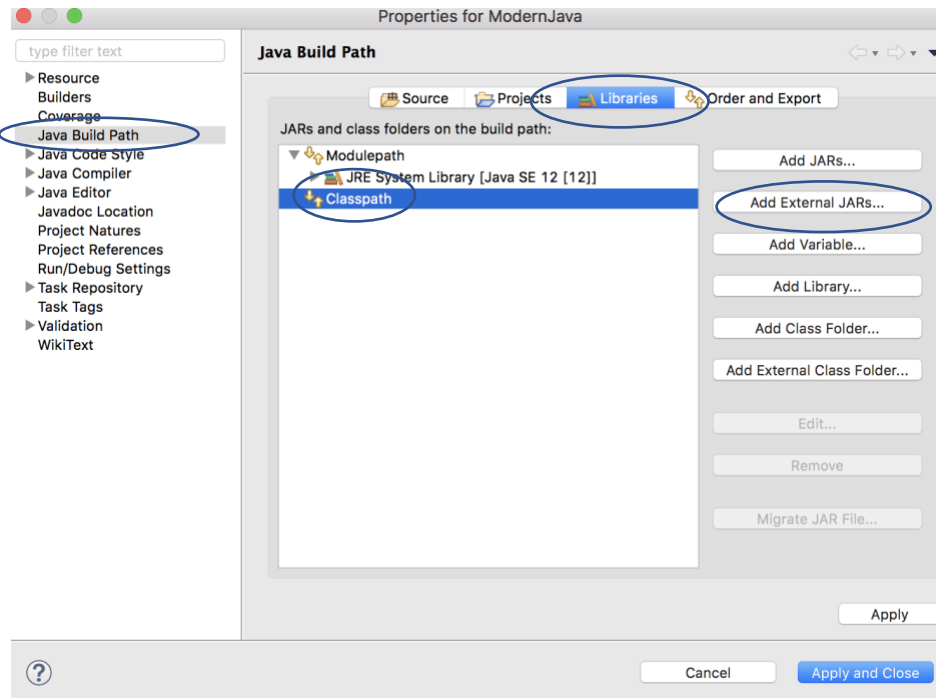 Properties for ModernJava
type filter text
Resource
Builders
Coverage
Java Build Path
Java Code Style
Java Compiler
Java Editor
Javadoc Location
Project Natures
Project References
Run/Debug Settings
Task Repository
Task Tags
Validation
WikiText
Java Build Path
Source Projects Libraries Order and Export
JARs and class folders on the build path:
Modulepath
JRE System Library [Java SE 12 [12]]
Classpath
Add JARs...
Add External JARs...
Add Variable...
Add Library...
Add Class Folder...
Add External Class Folder...
Edit...
Remove
Migrate JAR File...
Apply
?
Cancel Apply and Close